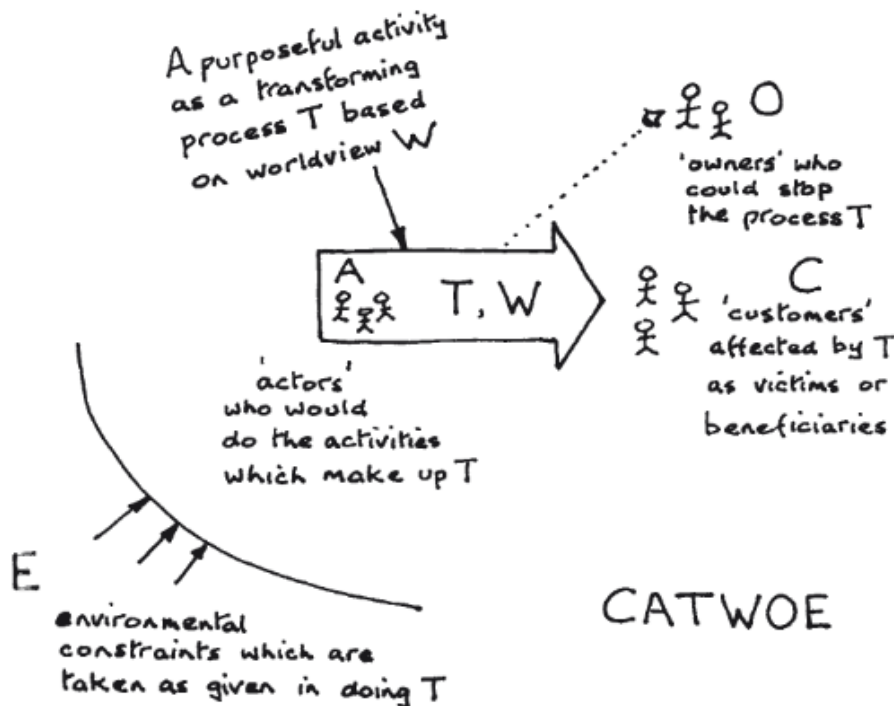 A purposeful activity
as a transforming
process T based
on worldview W
O
'owners' who
could stop
the process T
A
T, W
C
'customers'
affected by T
as victims or
beneficiaries
'actors'
who would
do the activities
which make up T
E
environmental
constraints which are
taken as given in doing T
CATWOE